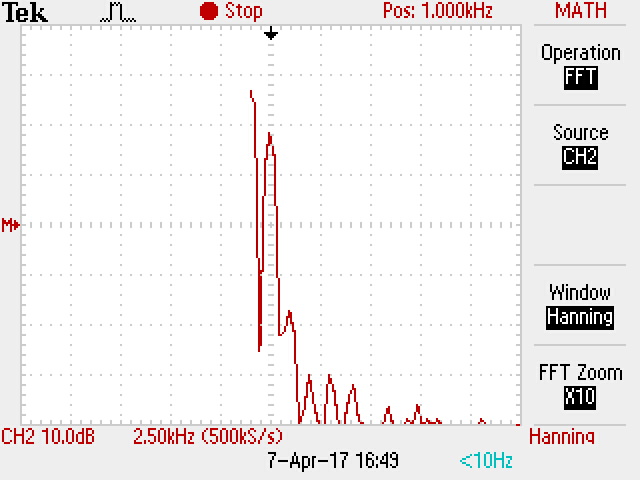 Tek Stop Pos: 1.000kHz MATH
Operation
FFT
Source
CH2
M
Window
Hanning
FFT Zoom
X10
CH2 10.0dB 2.50kHz (500kS/s) Hanning
7-Apr-17 16:49 <10Hz